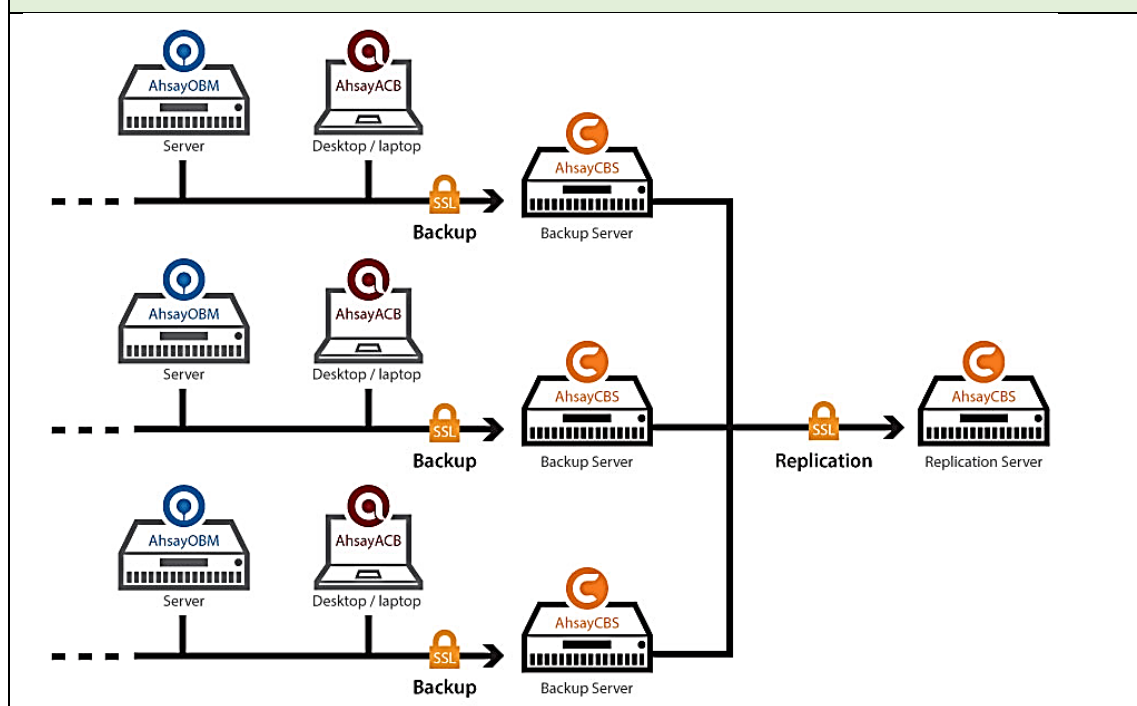 AhsayOBM
AhsayACB
Server
Desktop / laptop
AhsayCBS
SSL
Backup
Backup Server
AhsayOBM
AhsayACB
Server
Desktop / laptop
AhsayCBS
AhsayCBS
SSL
Backup
Backup Server
SSL
Replication
Replication Server
AhsayOBM
AhsayACB
Server
Desktop / laptop
AhsayCBS
SSL
Backup
Backup Server